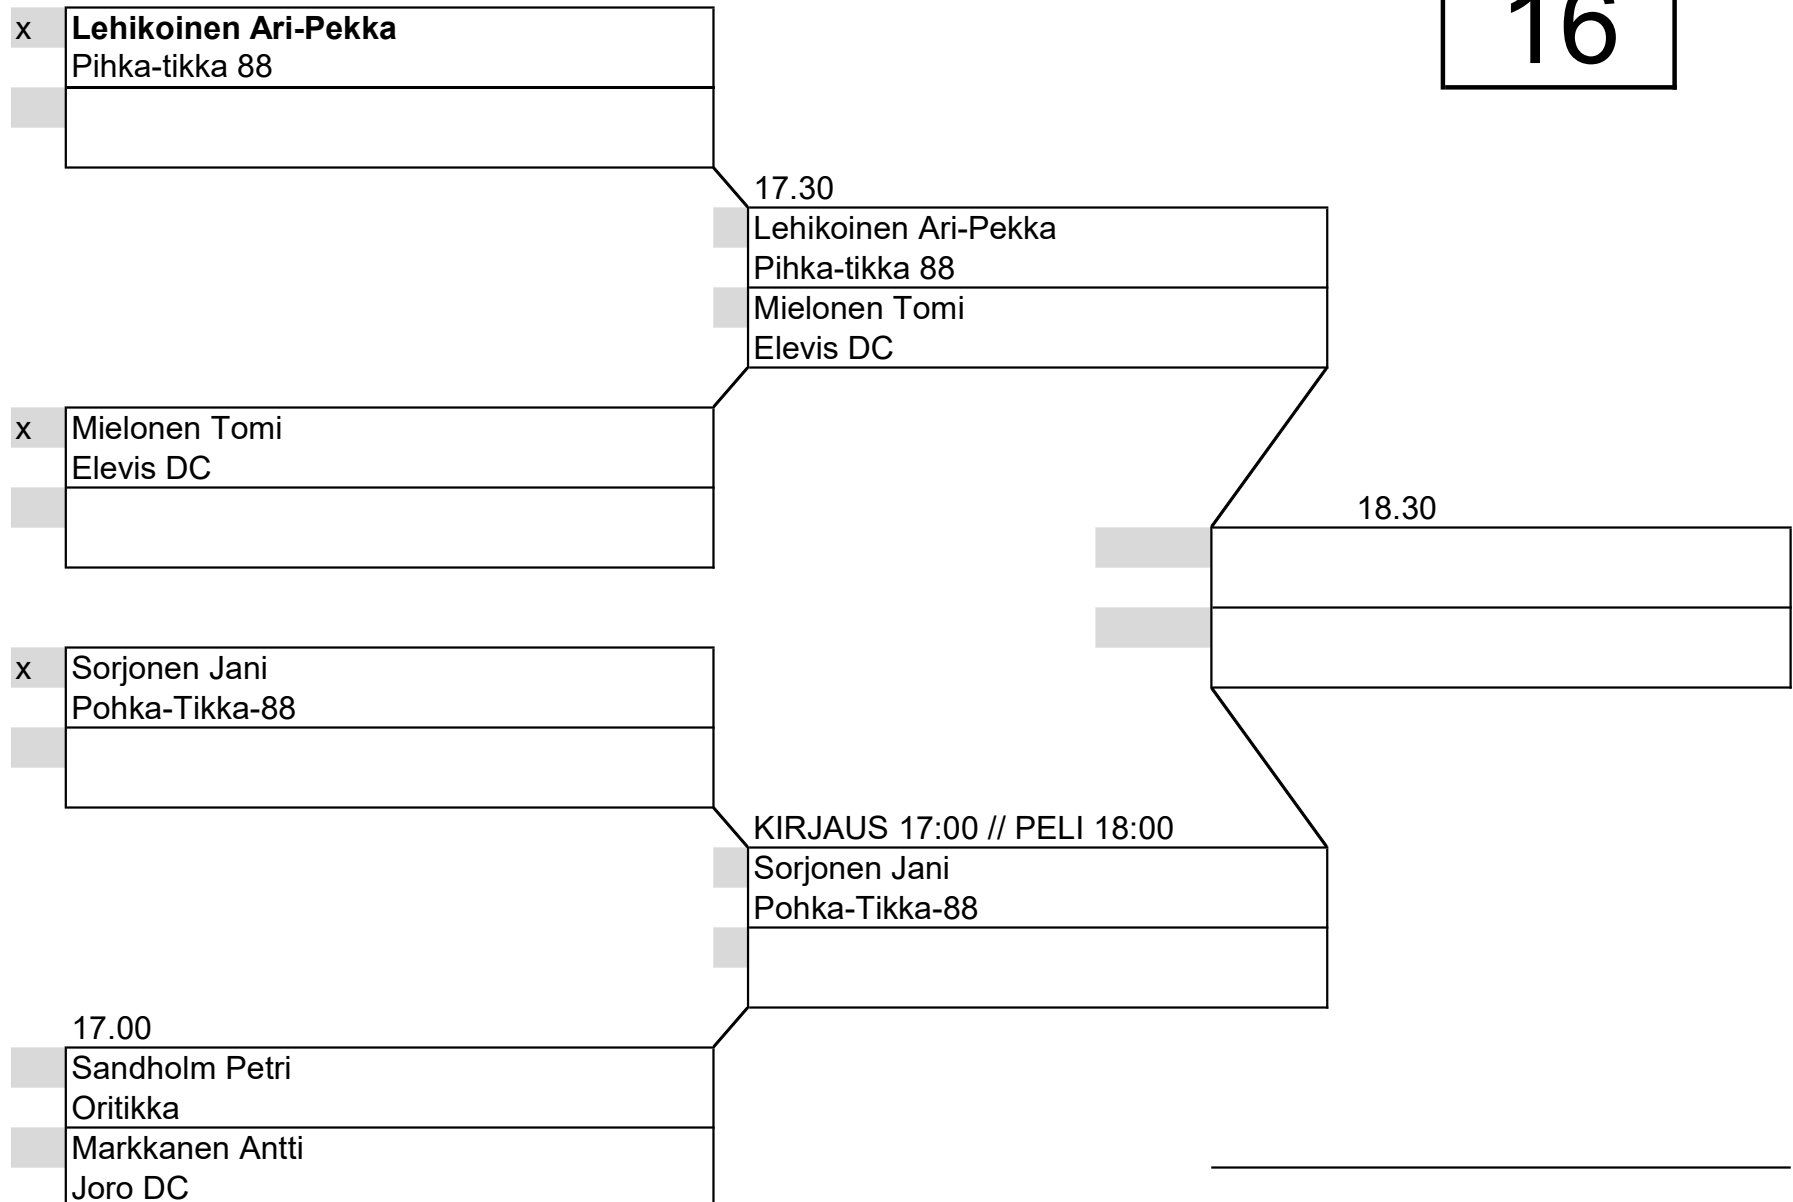 x Lehikoinen Ari-Pekka
Pihka-tikka 88
16
17.30
Lehikoinen Ari-Pekka
Pihka-tikka 88
Mielonen Tomi
Elevis DC
x Mielonen Tomi
Elevis DC
18.30
x Sorjonen Jani
Pohka-Tikka-88
KIRJAUS 17:00 // PELI 18:00
Sorjonen Jani
Pohka-Tikka-88
17.00
Sandholm Petri
Oritikka
Markkanen Antti
Joro DC